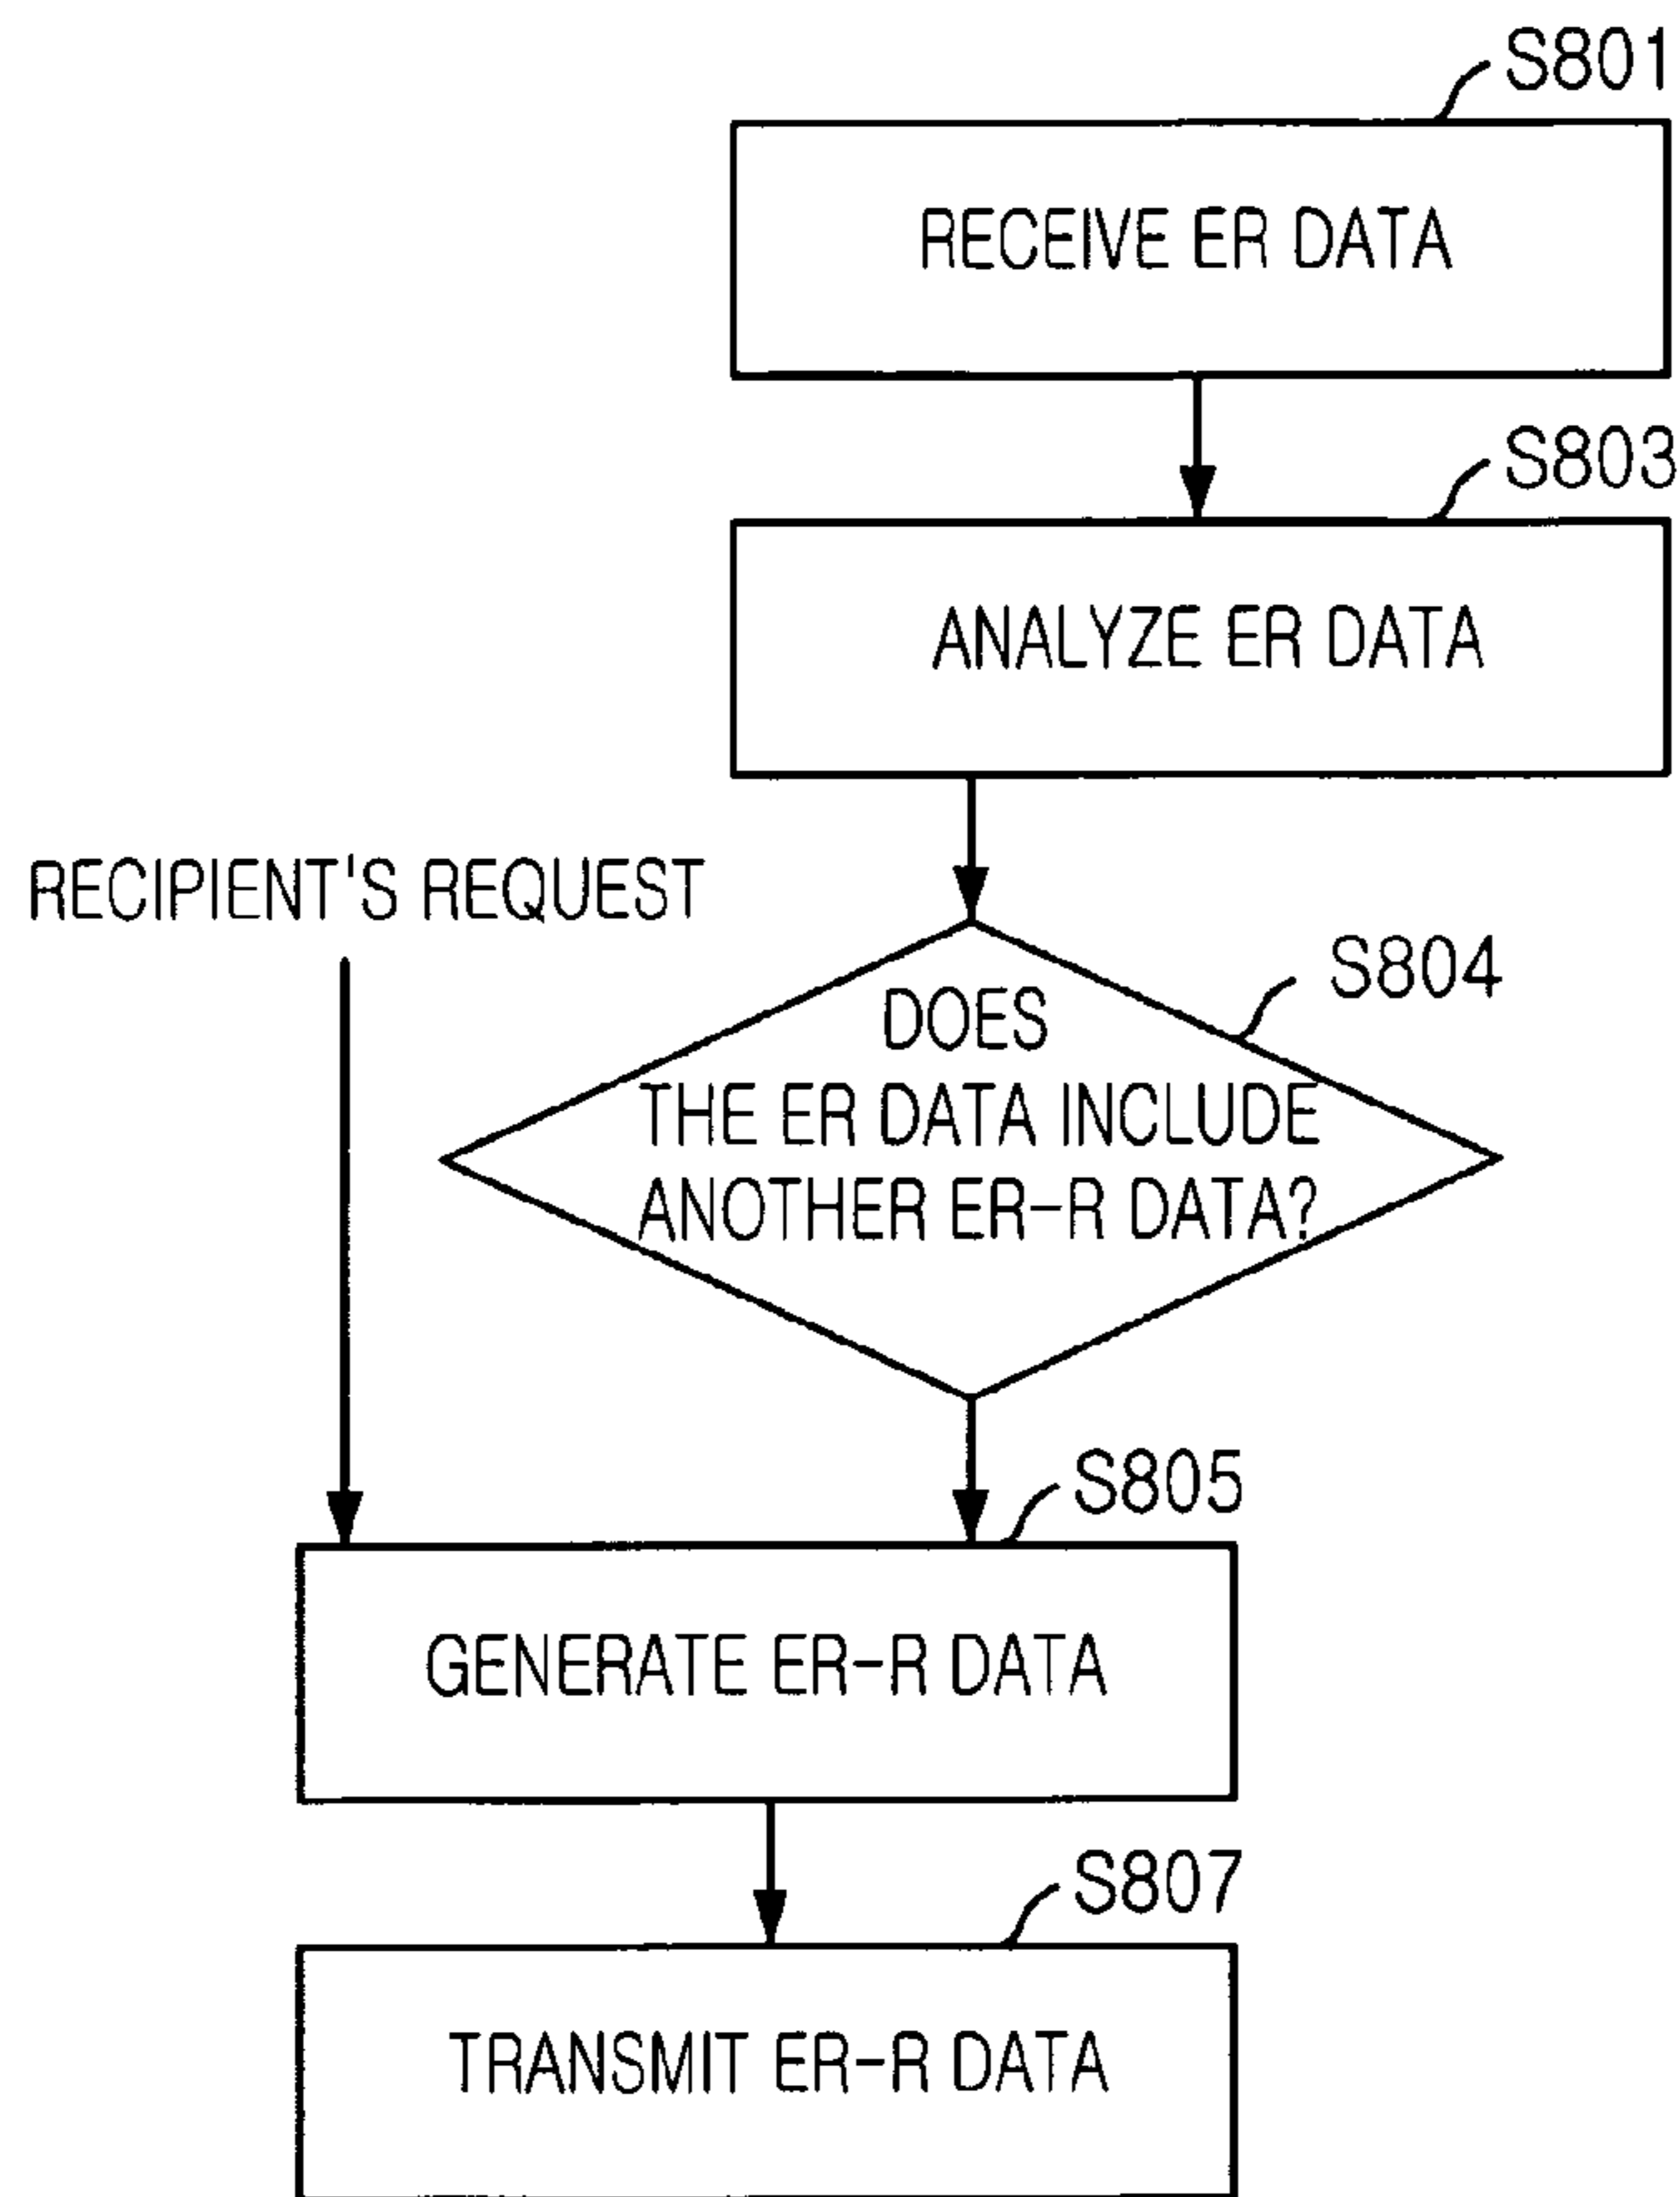 S801
RECEIVE ER DATA
S803
ANALYZE ER DATA
RECIPIENT'S REQUEST
S804
DOES
THE ER DATA INCLUDE
ANOTHER ER-R DATA?
S805
GENERATE ER-R DATA
S807
TRANSMIT ER-R DATA